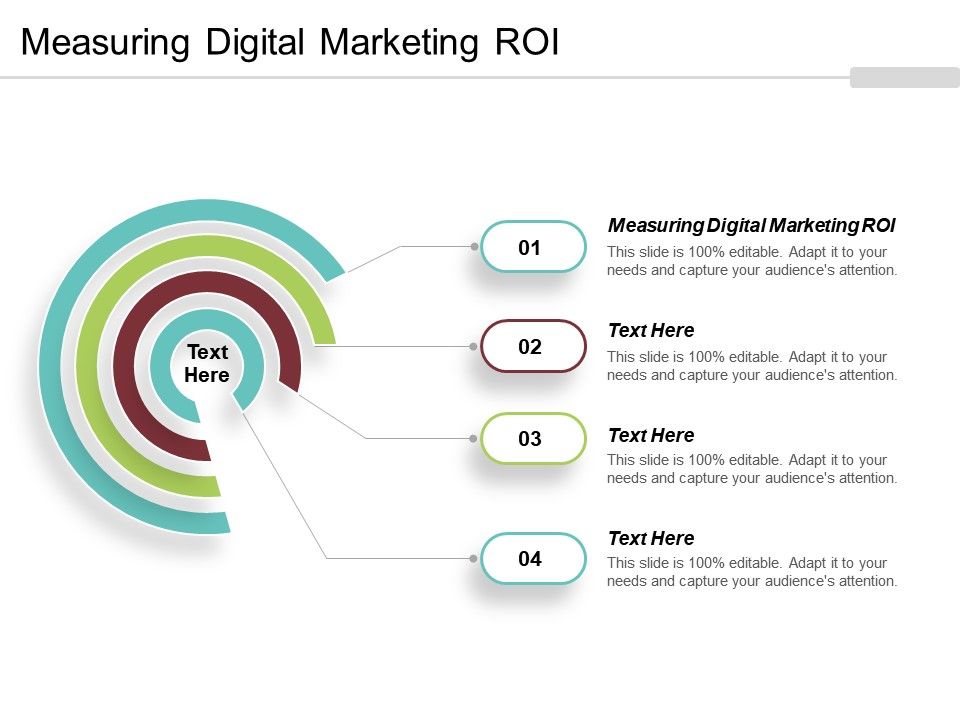 Measuring Digital Marketing ROI
Text
Here
01
Measuring Digital Marketing ROI
This slide is 100% editable. Adapt it to your
needs and capture your audience's attention.
02
Text Here
This slide is 100% editable. Adapt it to your
needs and capture your audience's attention.
03
Text Here
This slide is 100% editable. Adapt it to your
needs and capture your audience's attention.
04
Text Here
This slide is 100% editable. Adapt it to your
needs and capture your audience's attention.